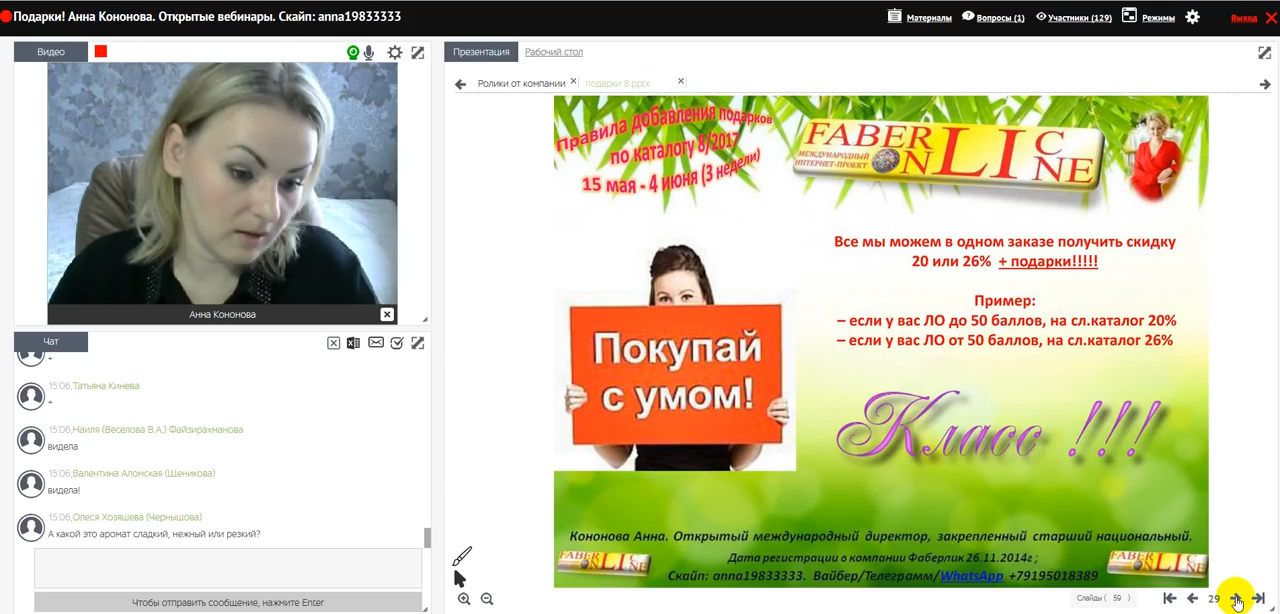 Подарки! Анна Кононова. Открытые вебинары. Скайп: anna19833333
Материалы
Вопросы (1)
Участники (129)
Режимы
Выход
Видео
Анна Кононова
Чат
+
15:06,Татьяна Кинева
+
15:06,Наиля (Веселова В.А.) Файзирахманова
видела
15:06,Валентина Аломская (Щеникова)
видела!
15:06,Олеся Хозяшева (Чернышова)
А какой это аромат сладкий, нежный или резкий?
Чтобы отправить сообщение, нажмите Enter
Презентация
Рабочий стол
Ролики от компании
подарки 8.pptx
Правила добавления подарков
по каталогу 8/2017
15 мая - 4 июня (3 недели)
FABERLIC
МЕЖДУНАРОДНЫЙ
ИНТЕРНЕТ-ПРОЕКТ
ONLINE
Все мы можем в одном заказе получить скидку
20 или 26% + подарки!!!!!
Пример:
– если у вас ЛО до 50 баллов, на сл.каталог 20%
– если у вас ЛО от 50 баллов, на сл.каталог 26%
Покупай
с умом!
Класс !!!
Кононова Анна. Открытый международный директор, закрепленный старший национальный.
Дата регистрации в компании Фаберлик 26.11.2014г;
Скайп: anna19833333. Вайбер/Телеграмм/WhatsApp +79195018389
FABERLIC
ONLINE
FABERLIC
ONLINE
Слайды ( 59 )
29